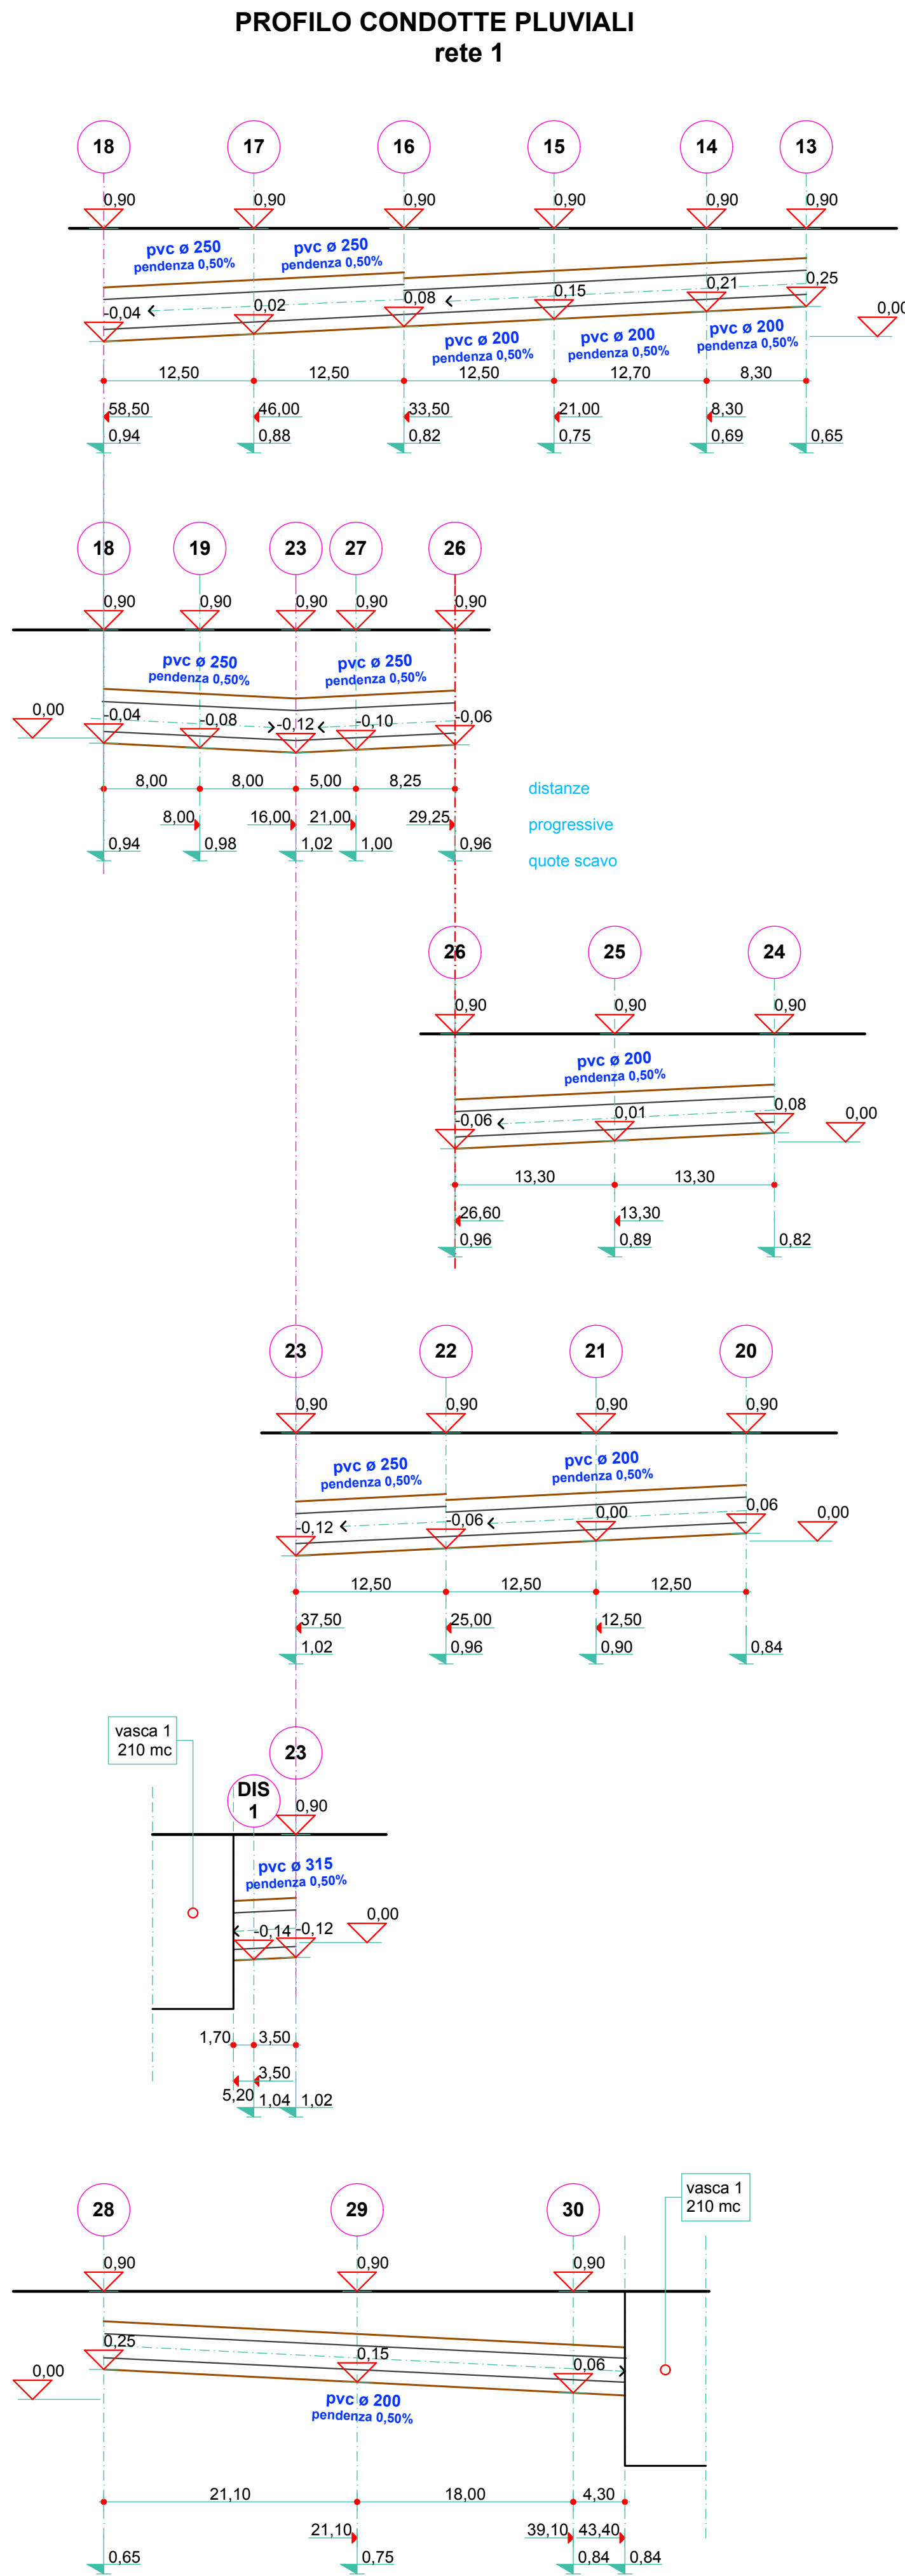 PROFILO CONDOTTE PLUVIALI
rete 1
18 17 16 15 14 13
0,90 0,90 0,90 0,90 0,90 0,90
pvc ø 250 pvc ø 250
pendenza 0,50% pendenza 0,50%
-0,04 0,02 0,08 0,15 0,21 0,25
0,00
pvc ø 200 pvc ø 200 pvc ø 200
pendenza 0,50% pendenza 0,50% pendenza 0,50%
12,50 12,50 12,50 12,70 8,30
58,50 46,00 33,50 21,00 8,30
0,94 0,88 0,82 0,75 0,69 0,65
18 19 23 27 26
0,90 0,90 0,90 0,90 0,90
pvc ø 250 pvc ø 250
pendenza 0,50% pendenza 0,50%
0,00 -0,04 -0,08 -0,12 -0,10 -0,06
8,00 8,00 5,00 8,25 distanze
8,00 16,00 21,00 29,25 progressive
0,94 0,98 1,02 1,00 0,96
quote scavo
26 25 24
0,90 0,90 0,90
pvc ø 200
pendenza 0,50%
-0,06 0,01 0,08 0,00
13,30 13,30
26,60 13,30
0,96 0,89 0,82
23 22 21 20
0,90 0,90 0,90 0,90
pvc ø 250 pvc ø 200
pendenza 0,50% pendenza 0,50%
-0,12 -0,06 0,00 0,06 0,00
12,50 12,50 12,50
37,50 25,00 12,50
1,02 0,96 0,90 0,84
vasca 1
210 mc
23
DIS
1
0,90
pvc ø 315
pendenza 0,50%
-0,14 -0,12 0,00
1,70 3,50
3,50
5,20
1,04 1,02
28 29 30
vasca 1
210 mc
0,90 0,90 0,90
0,25 0,15 0,06
0,00
pvc ø 200
pendenza 0,50%
21,10 18,00 4,30
21,10 39,10 43,40
0,65 0,75 0,84 0,84